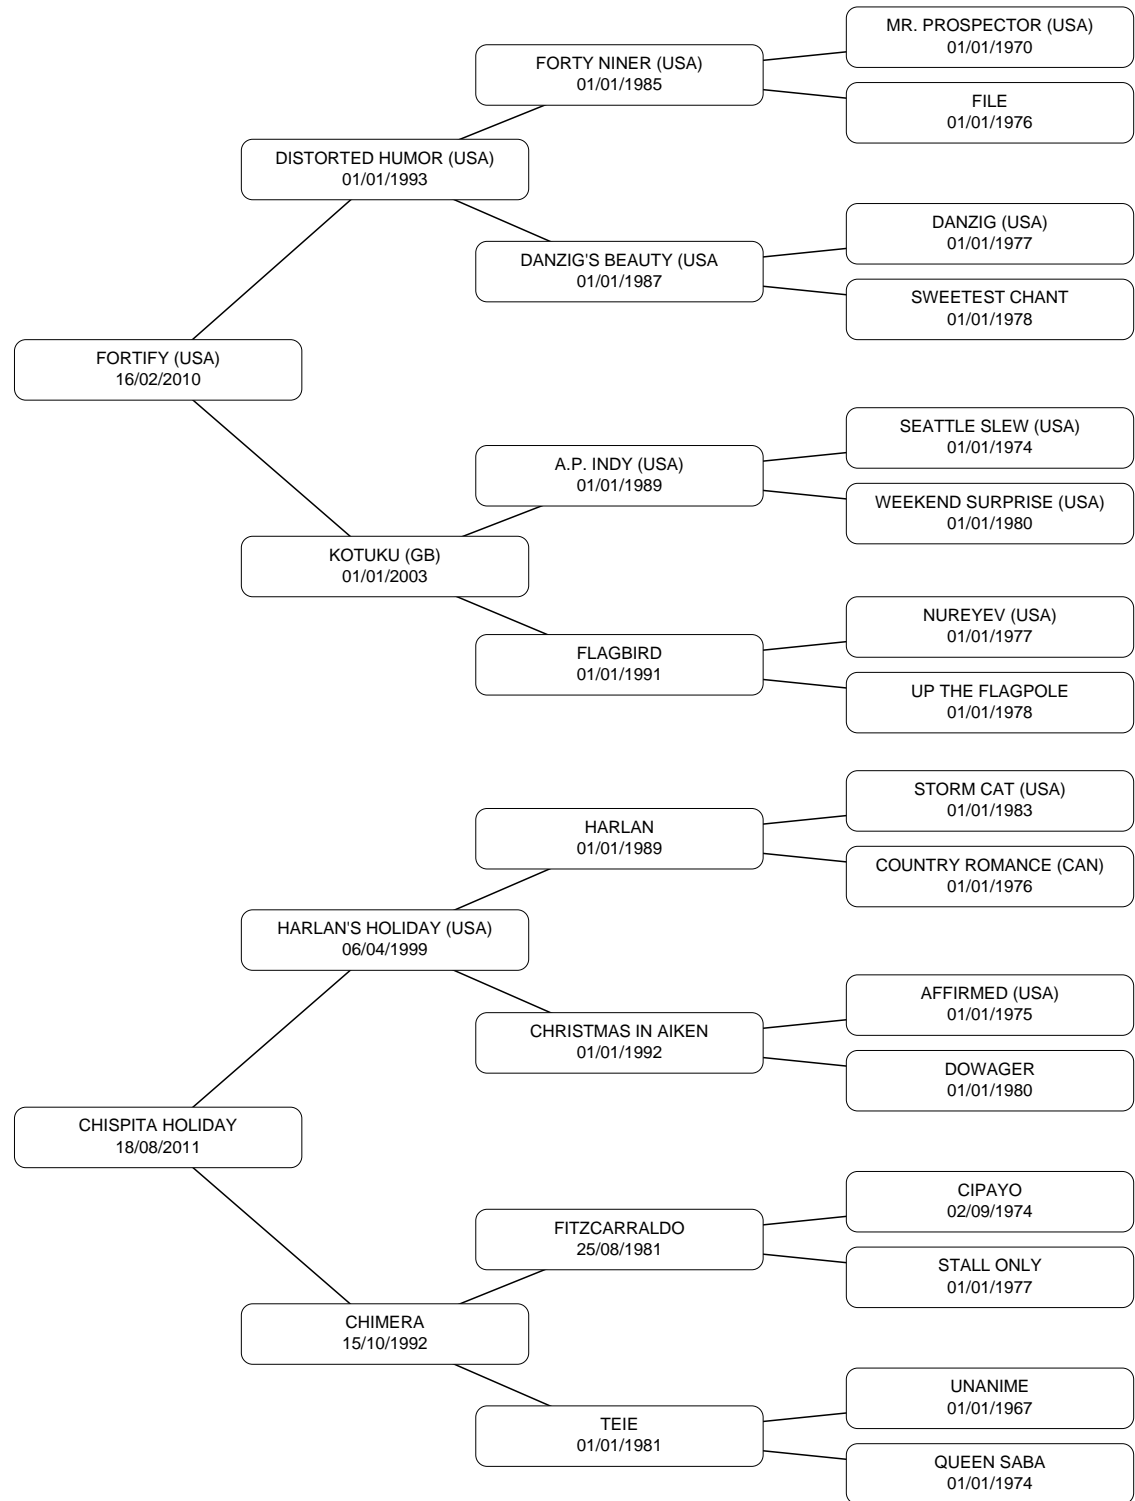 MR. PROSPECTOR (USA)
01/01/1970
FORTY NINER (USA)
01/01/1985
FILE
01/01/1976
DISTORTED HUMOR (USA)
01/01/1993
DANZIG (USA)
01/01/1977
DANZIG'S BEAUTY (USA
01/01/1987
SWEETEST CHANT
01/01/1978
FORTIFY (USA)
16/02/2010
SEATTLE SLEW (USA)
01/01/1974
A.P. INDY (USA)
01/01/1989
WEEKEND SURPRISE (USA)
01/01/1980
KOTUKU (GB)
01/01/2003
NUREYEV (USA)
01/01/1977
FLAGBIRD
01/01/1991
UP THE FLAGPOLE
01/01/1978
STORM CAT (USA)
01/01/1983
HARLAN
01/01/1989
COUNTRY ROMANCE (CAN)
01/01/1976
HARLAN'S HOLIDAY (USA)
06/04/1999
AFFIRMED (USA)
01/01/1975
CHRISTMAS IN AIKEN
01/01/1992
DOWAGER
01/01/1980
CHISPITA HOLIDAY
18/08/2011
CIPAYO
02/09/1974
FITZCARRALDO
25/08/1981
STALL ONLY
01/01/1977
CHIMERA
15/10/1992
UNANIME
01/01/1967
TEIE
01/01/1981
QUEEN SABA
01/01/1974